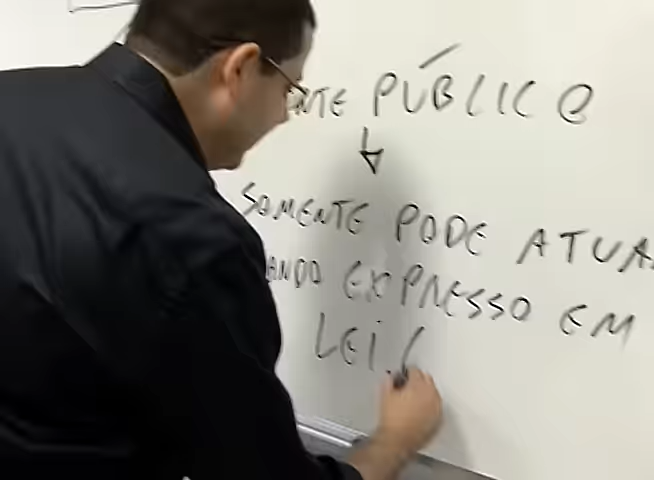 NTE PÚBLICO
SOMENTE PODE ATUA
ANDO EXPRESSO EM
LEI. (